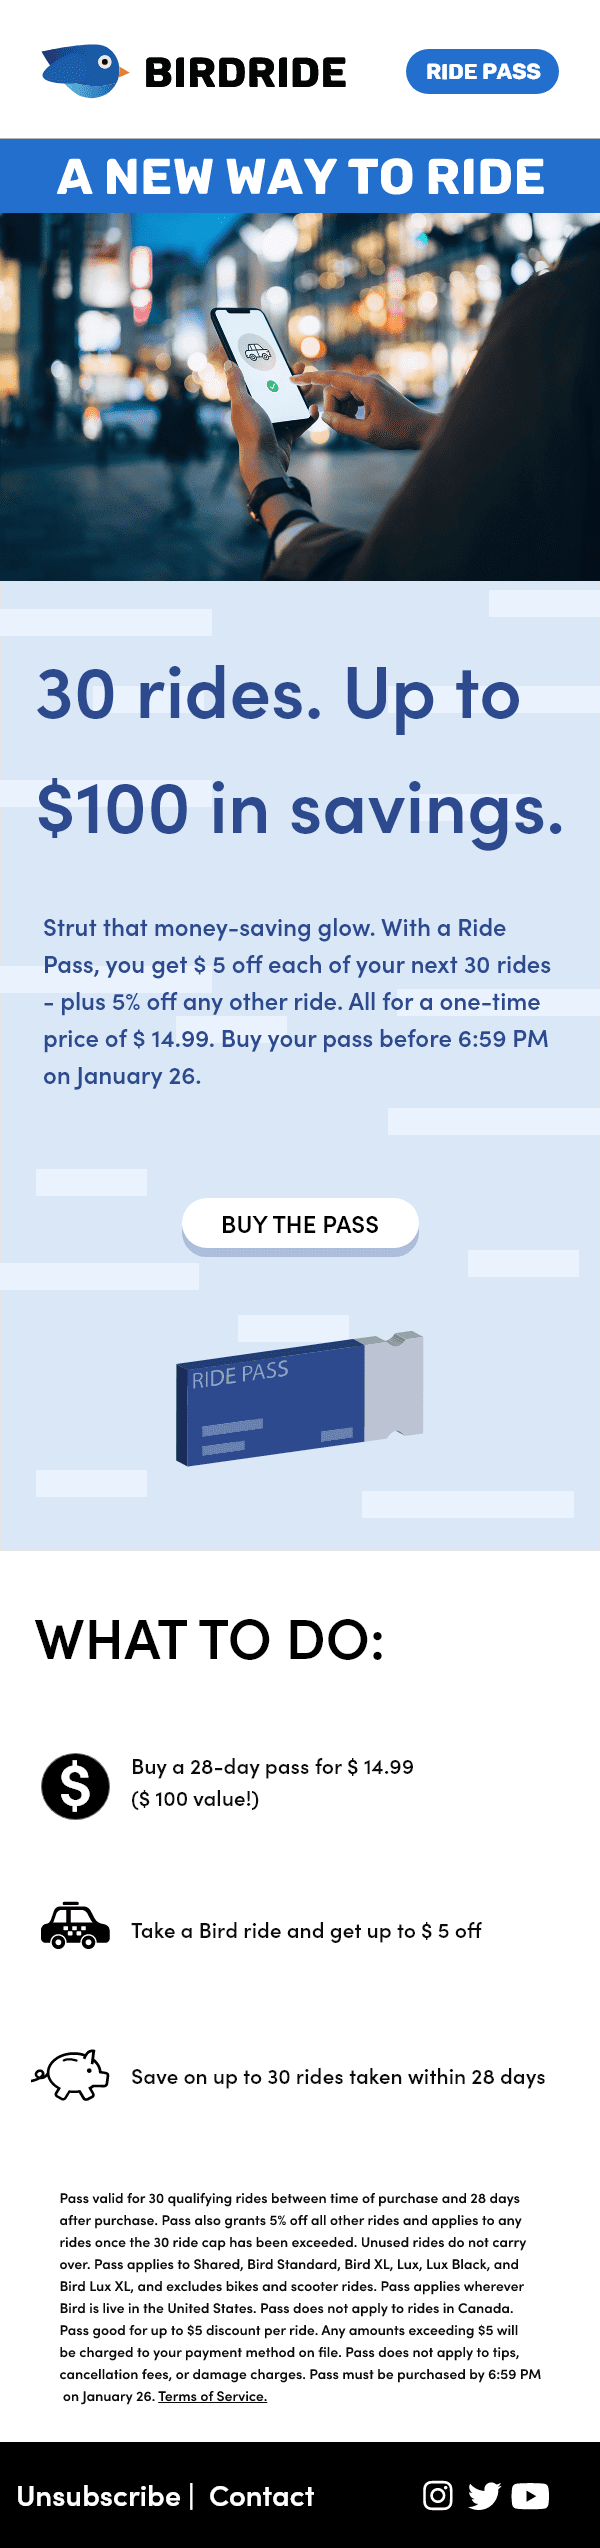 BIRDRIDE
RIDE PASS
A NEW WAY TO RIDE
30 rides. Up to
$100 in savings.
Strut that money-saving glow. With a Ride
Pass, you get $ 5 off each of your next 30 rides
- plus 5% off any other ride. All for a one-time
price of $ 14.99. Buy your pass before 6:59 PM
on January 26.
BUY THE PASS
RIDE PASS
WHAT TO DO:
Buy a 28-day pass for $ 14.99
($ 100 value!)
Take a Bird ride and get up to $ 5 off
Save on up to 30 rides taken within 28 days
Pass valid for 30 qualifying rides between time of purchase and 28 days
after purchase. Pass also grants 5% off all other rides and applies to any
rides once the 30 ride cap has been exceeded. Unused rides do not carry
over. Pass applies to Shared, Bird Standard, Bird XL, Lux, Lux Black, and
Bird Lux XL, and excludes bikes and scooter rides. Pass applies wherever
Bird is live in the United States. Pass does not apply to rides in Canada.
Pass good for up to $5 discount per ride. Any amounts exceeding $5 will
be charged to your payment method on file. Pass does not apply to tips,
cancellation fees, or damage charges. Pass must be purchased by 6:59 PM
on January 26. Terms of Service.
Unsubscribe | Contact